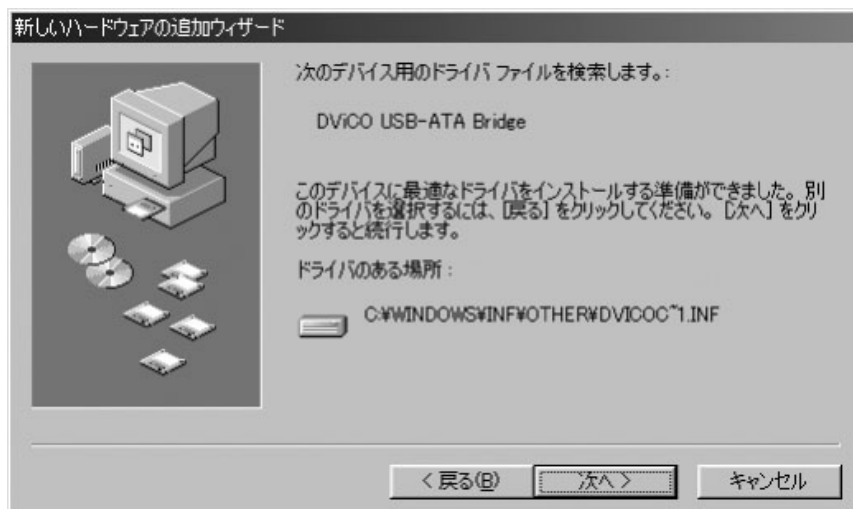 新しいハードウェアの追加ウィザード
次のデバイス用のドライバ ファイルを検索します。:
DViCO USB-ATA Bridge
このデバイスに最適なドライバをインストールする準備ができました。別
のドライバを選択するには、[戻る] をクリックしてください。[次へ] をクリ
ックすると続行します。
ドライバのある場所 :
C:¥WINDOWS¥INF¥OTHER¥DVICOC~1.INF
< 戻る(B) 次へ > キャンセル